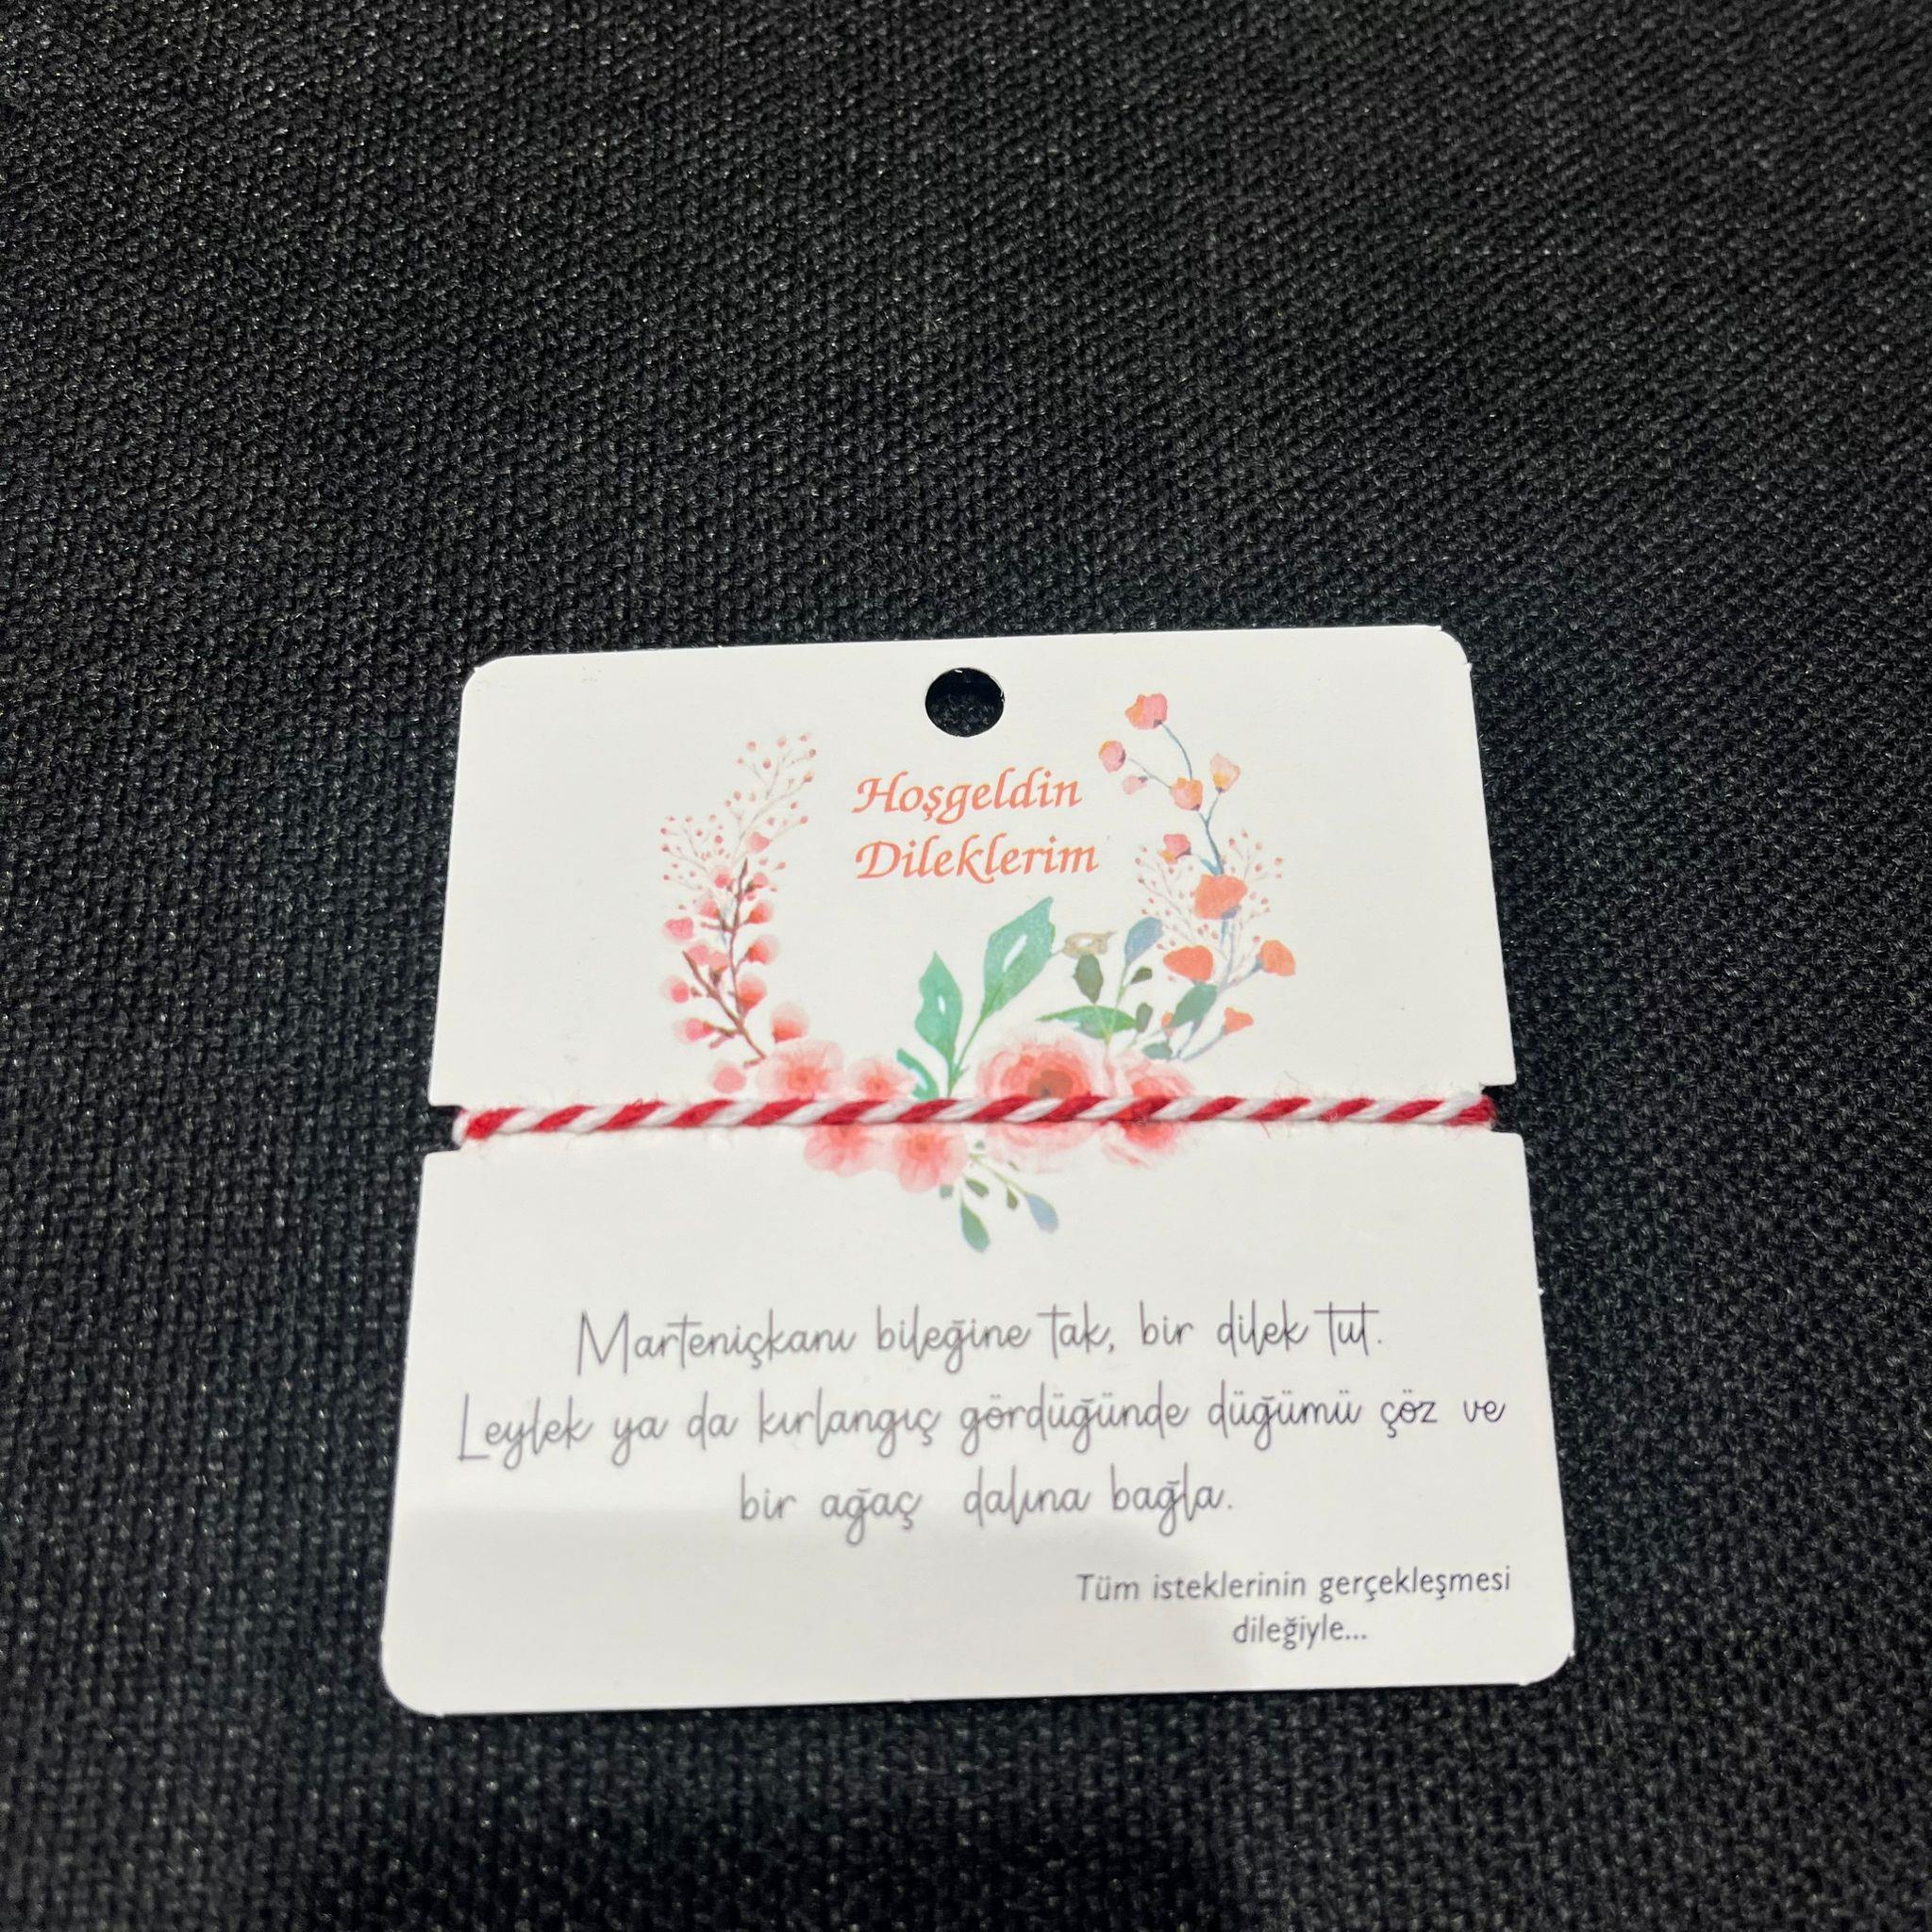 Hoşgeldin
Dileklerim
Marteniçkanı bileğine tak, bir dilek tut.
Leylek ya da kırlangıç gördüğünde düğümü çöz ve
bir ağaç dalına bağla.
Tüm isteklerinin gerçekleşmesi
dileğiyle...